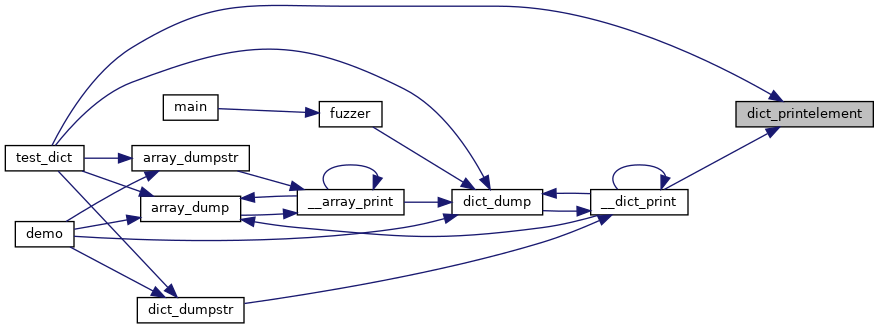 dict_printelement
main
fuzzer
test_dict
array_dumpstr
array_dump
__array_print
dict_dump
__dict_print
demo
dict_dumpstr